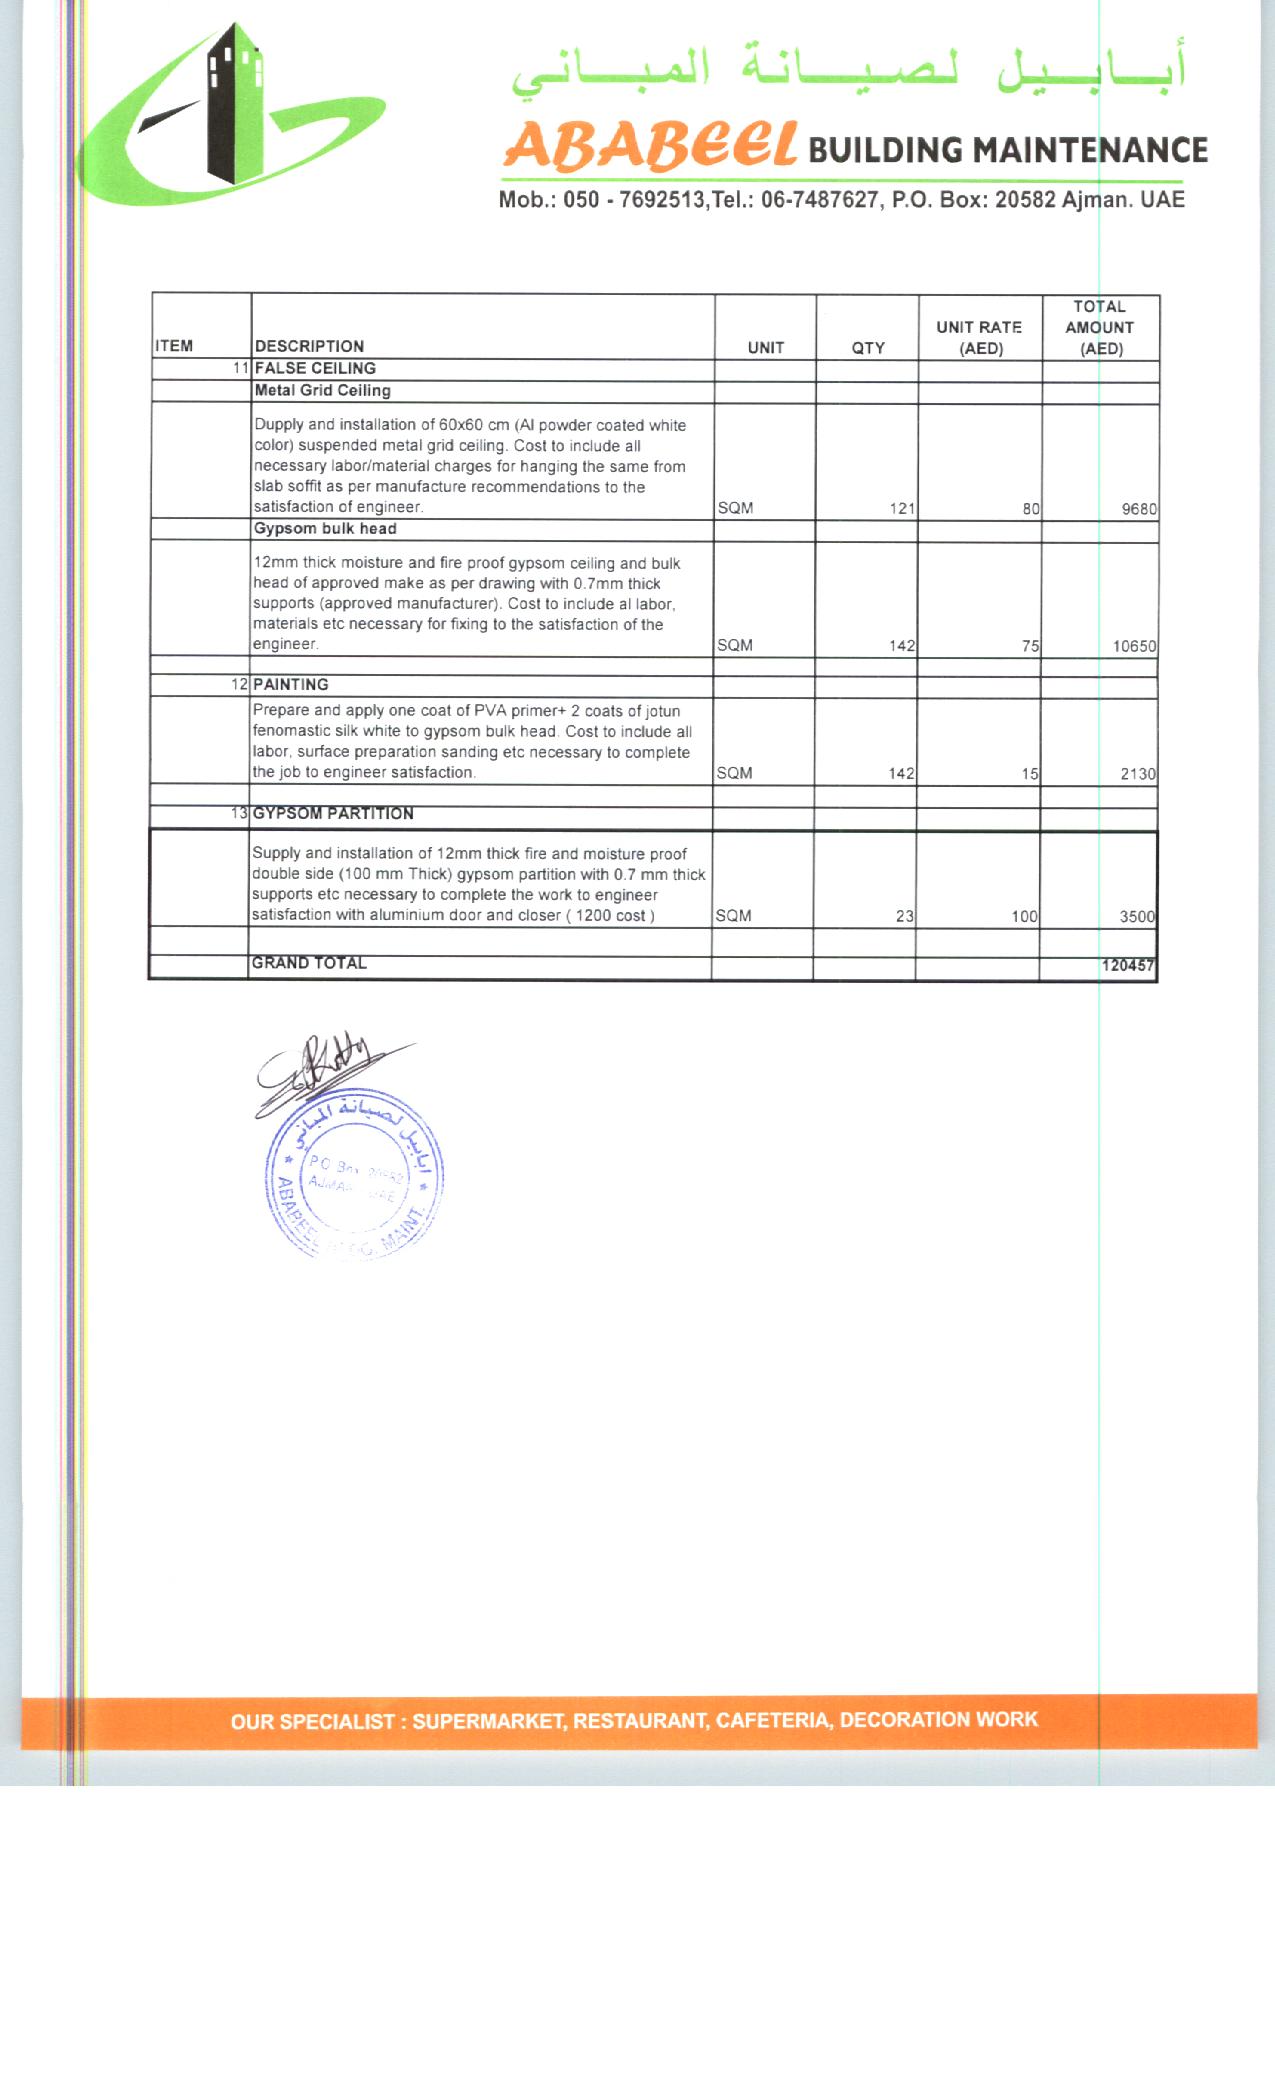 أبابيل لصيانة المباني
ABABEEL BUILDING MAINTENANCE
Mob.: 050 - 7692513,Tel.: 06-7487627, P.O. Box: 20582 Ajman. UAE
ITEM DESCRIPTION UNIT QTY UNIT RATE (AED) TOTAL AMOUNT (AED)
11 FALSE CEILING
Metal Grid Ceiling
Dupply and installation of 60x60 cm (Al powder coated white
color) suspended metal grid ceiling. Cost to include all
necessary labor/material charges for hanging the same from
slab soffit as per manufacture recommendations to the
satisfaction of engineer. SQM 121 80 9680
Gypsom bulk head
12mm thick moisture and fire proof gypsom ceiling and bulk
head of approved make as per drawing with 0.7mm thick
supports (approved manufacturer). Cost to include al labor,
materials etc necessary for fixing to the satisfaction of the
engineer. SQM 142 75 10650
12 PAINTING
Prepare and apply one coat of PVA primer+ 2 coats of jotun
fenomastic silk white to gypsom bulk head. Cost to include all
labor, surface preparation sanding etc necessary to complete
the job to engineer satisfaction. SQM 142 15 2130
13 GYPSOM PARTITION
Supply and installation of 12mm thick fire and moisture proof
double side (100 mm Thick) gypsom partition with 0.7 mm thick
supports etc necessary to complete the work to engineer
satisfaction with aluminium door and closer ( 1200 cost ) SQM 23 100 3500
GRAND TOTAL 120457
ابابيل لصيانة المباني
P.O Box 20582
AJMAN UAE
ABABEEL BLDG. MAINT.
OUR SPECIALIST : SUPERMARKET, RESTAURANT, CAFETERIA, DECORATION WORK